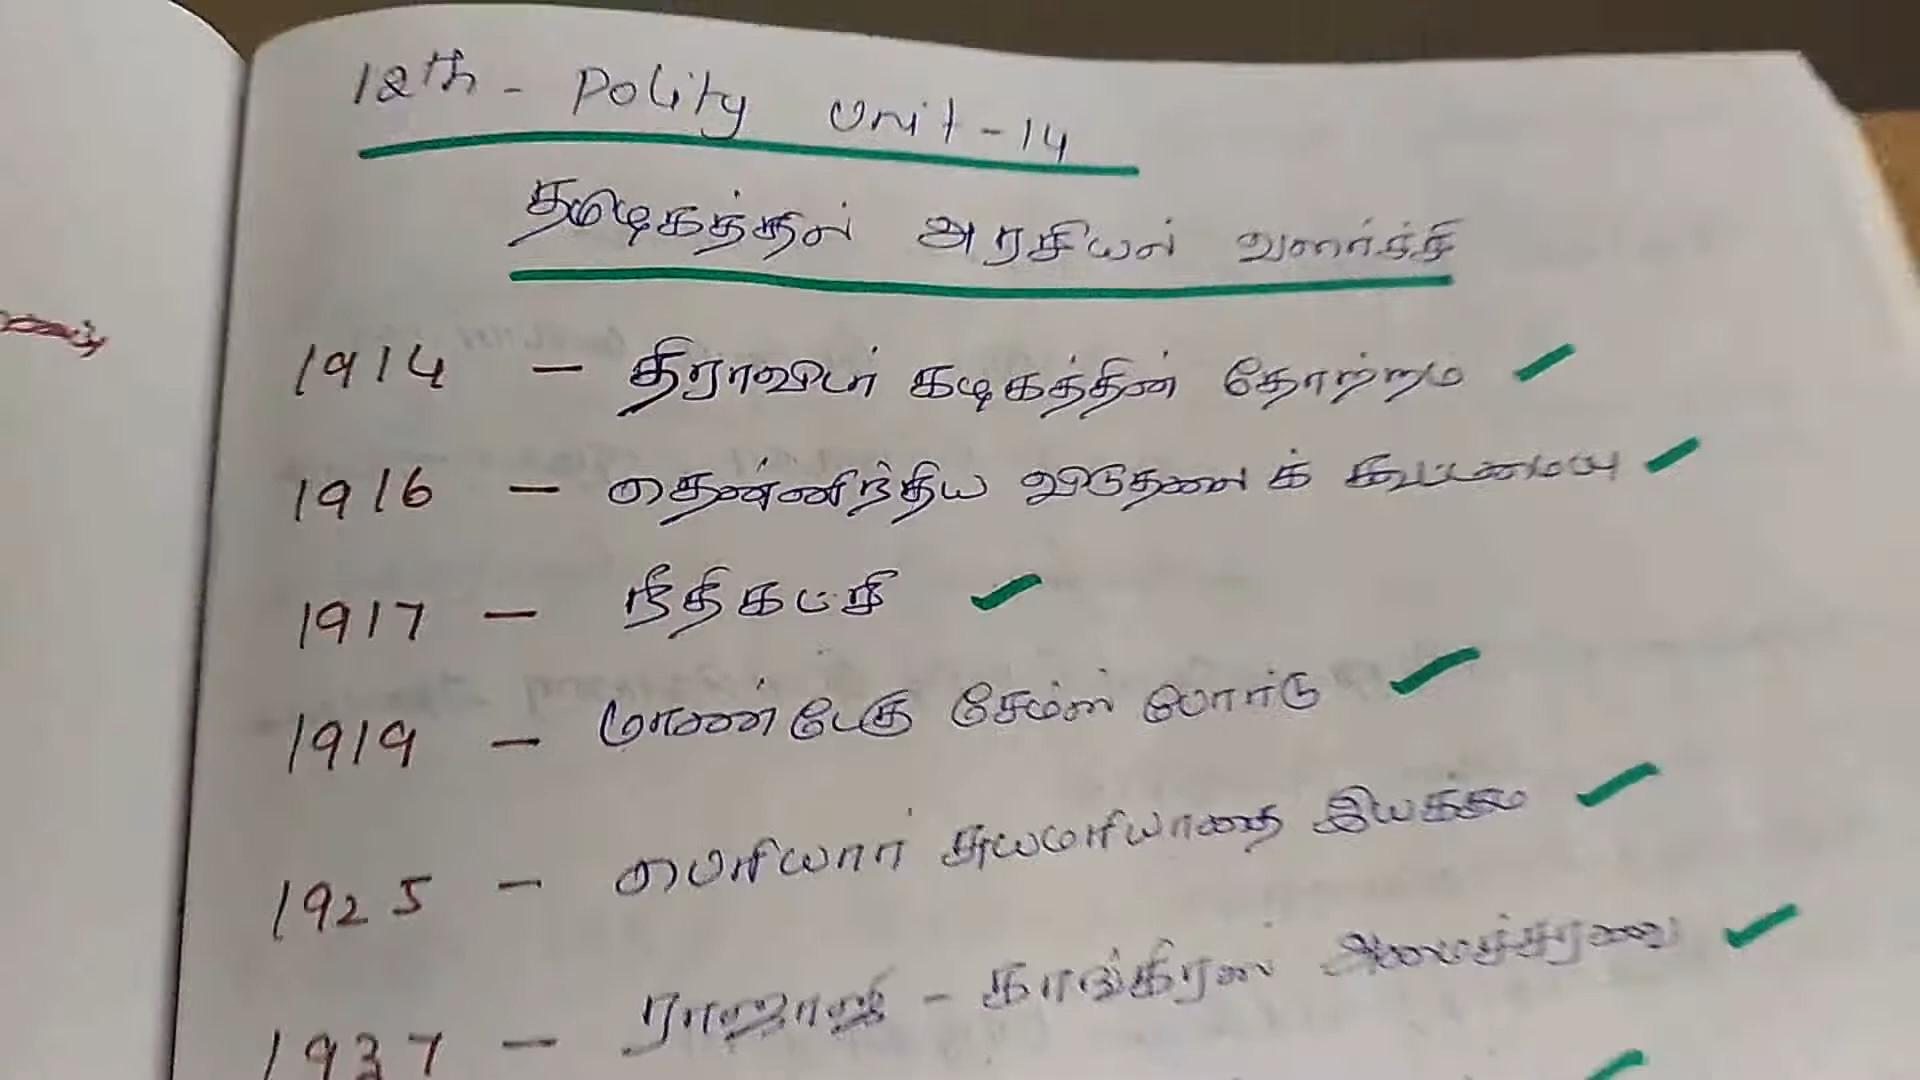 12th - Polity Unit - 14
தமிழகத்தில் அரசியல் வளர்ச்சி
1914 – திராவிடர் கழகத்தின் தோற்றம்
1916 – தென்னிந்திய விடுதலைக் கூட்டமைப்பு
1917 – நீதிகட்சி
1919 – மாண்டேகு சேம்ஸ் போர்டு
1925 – பெரியார் சுயமரியாதை இயக்கம்
1937 – ராஜாஜி – காங்கிரஸ் அமைச்சரவை